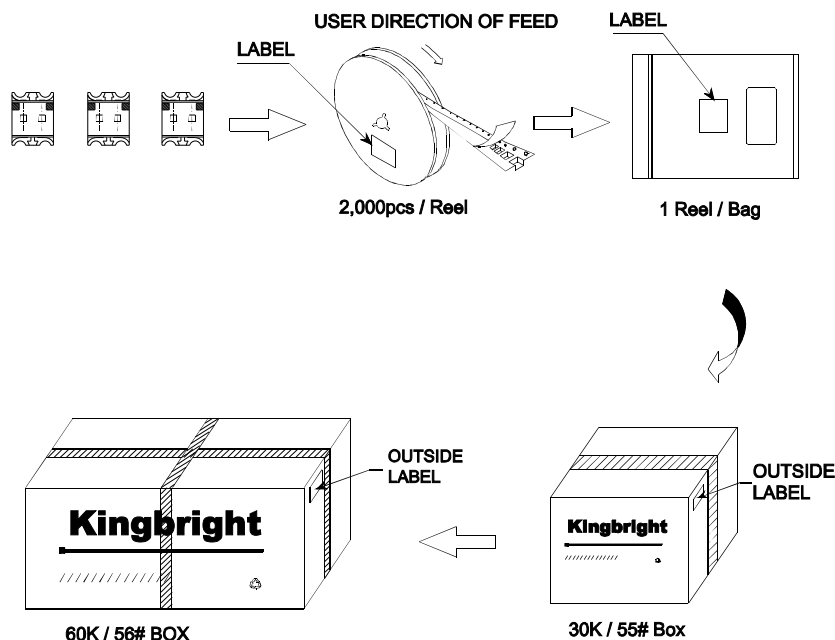 USER DIRECTION OF FEED
LABEL
LABEL
2,000pcs / Reel
1 Reel / Bag
OUTSIDE
LABEL
OUTSIDE
LABEL
Kingbright
Kingbright
60K / 56# BOX
30K / 55# Box